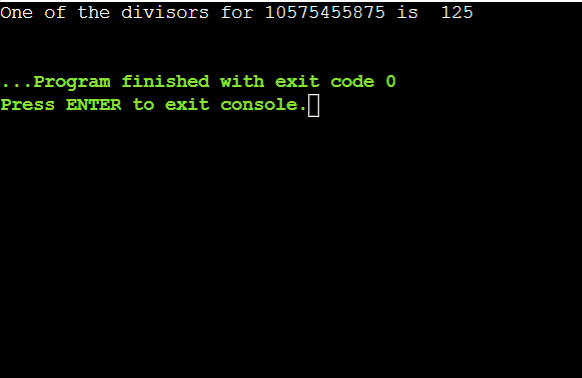 One of the divisors for 10575455875 is  125
...Program finished with exit code 0
Press ENTER to exit console.